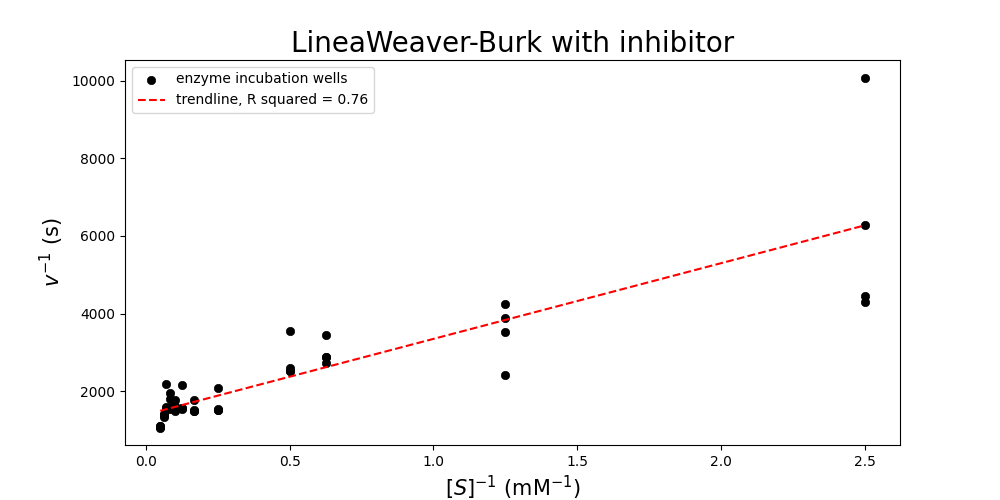 LineaWeaver-Burk with inhibitor
enzyme incubation wells
trendline, R squared = 0.76
10000
8000
6000
4000
2000
v⁻¹ (s)
0.0 0.5 1.0 1.5 2.0 2.5
[S]⁻¹ (mM⁻¹)